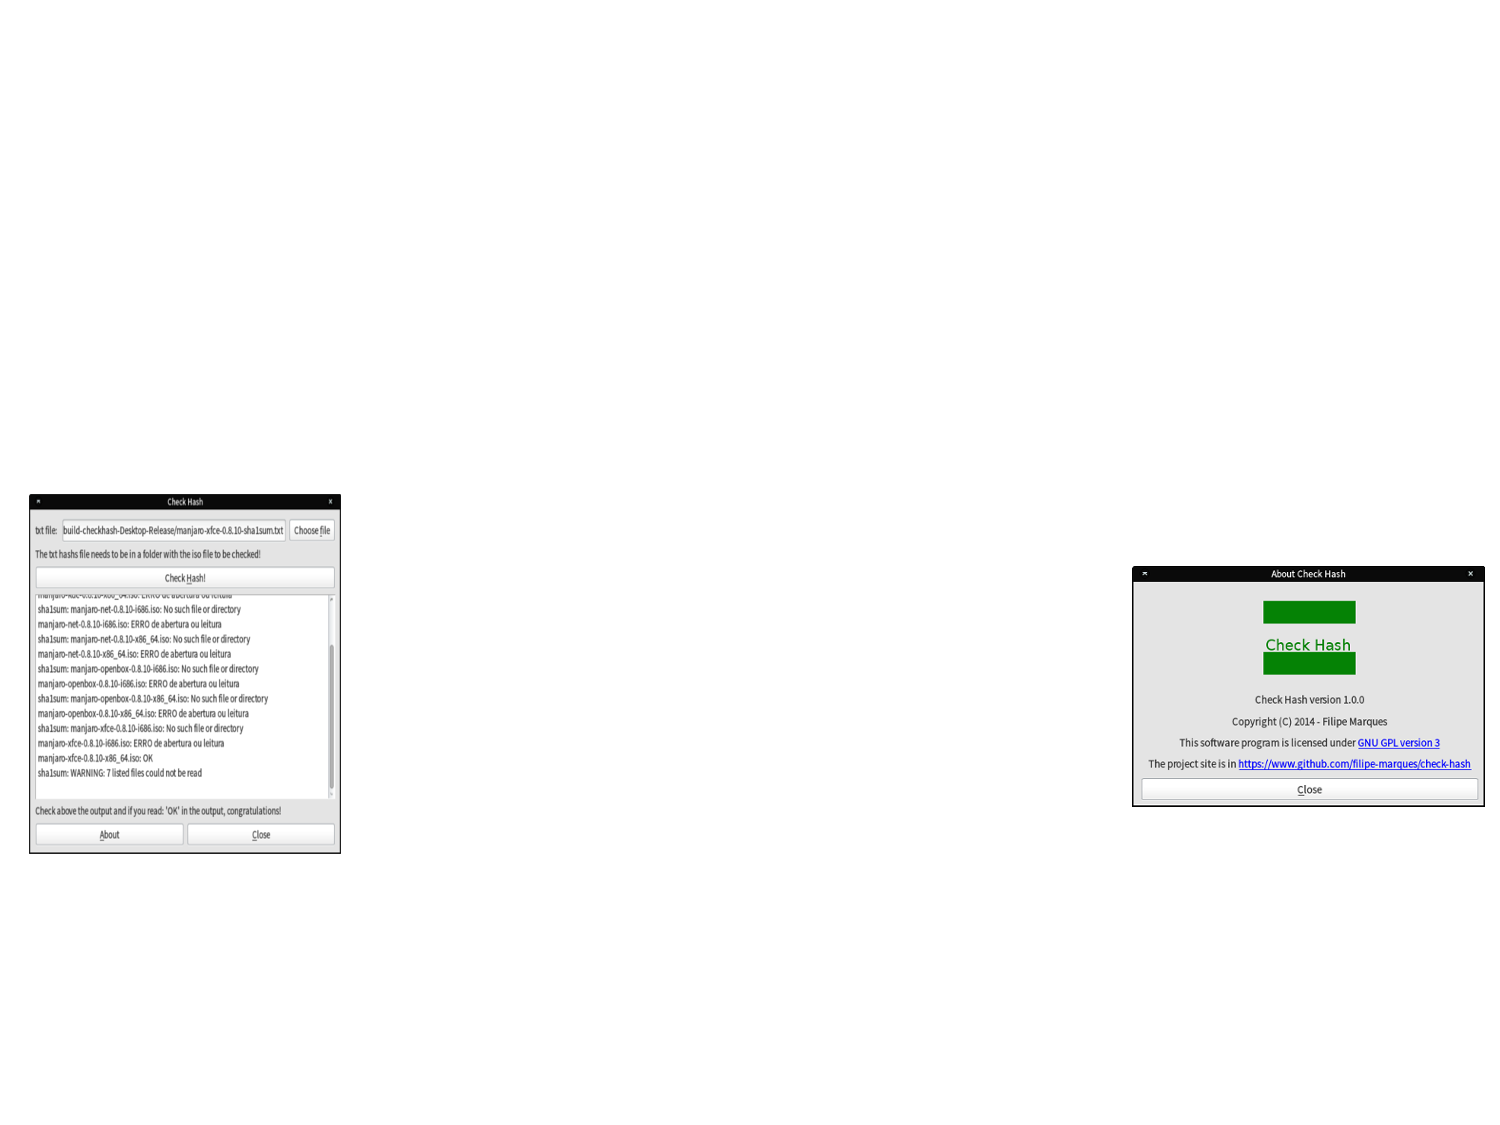 Check Hash
txt file: build-checkhash-Desktop-Release/manjaro-xfce-0.8.10-sha1sum.txt Choose file
The txt hashs file needs to be in a folder with the iso file to be checked!
Check Hash!
sha1sum: manjaro-net-0.8.10-i686.iso: No such file or directory
manjaro-net-0.8.10-i686.iso: ERRO de abertura ou leitura
sha1sum: manjaro-net-0.8.10-x86_64.iso: No such file or directory
manjaro-net-0.8.10-x86_64.iso: ERRO de abertura ou leitura
sha1sum: manjaro-openbox-0.8.10-i686.iso: No such file or directory
manjaro-openbox-0.8.10-i686.iso: ERRO de abertura ou leitura
sha1sum: manjaro-openbox-0.8.10-x86_64.iso: No such file or directory
manjaro-openbox-0.8.10-x86_64.iso: ERRO de abertura ou leitura
sha1sum: manjaro-xfce-0.8.10-i686.iso: No such file or directory
manjaro-xfce-0.8.10-i686.iso: ERRO de abertura ou leitura
manjaro-xfce-0.8.10-x86_64.iso: OK
sha1sum: WARNING: 7 listed files could not be read
Check above the output and if you read: 'OK' in the output, congratulations!
About Close
About Check Hash
Check Hash
Check Hash version 1.0.0
Copyright (C) 2014 - Filipe Marques
This software program is licensed under GNU GPL version 3
The project site is in https://www.github.com/filipe-marques/check-hash
Close